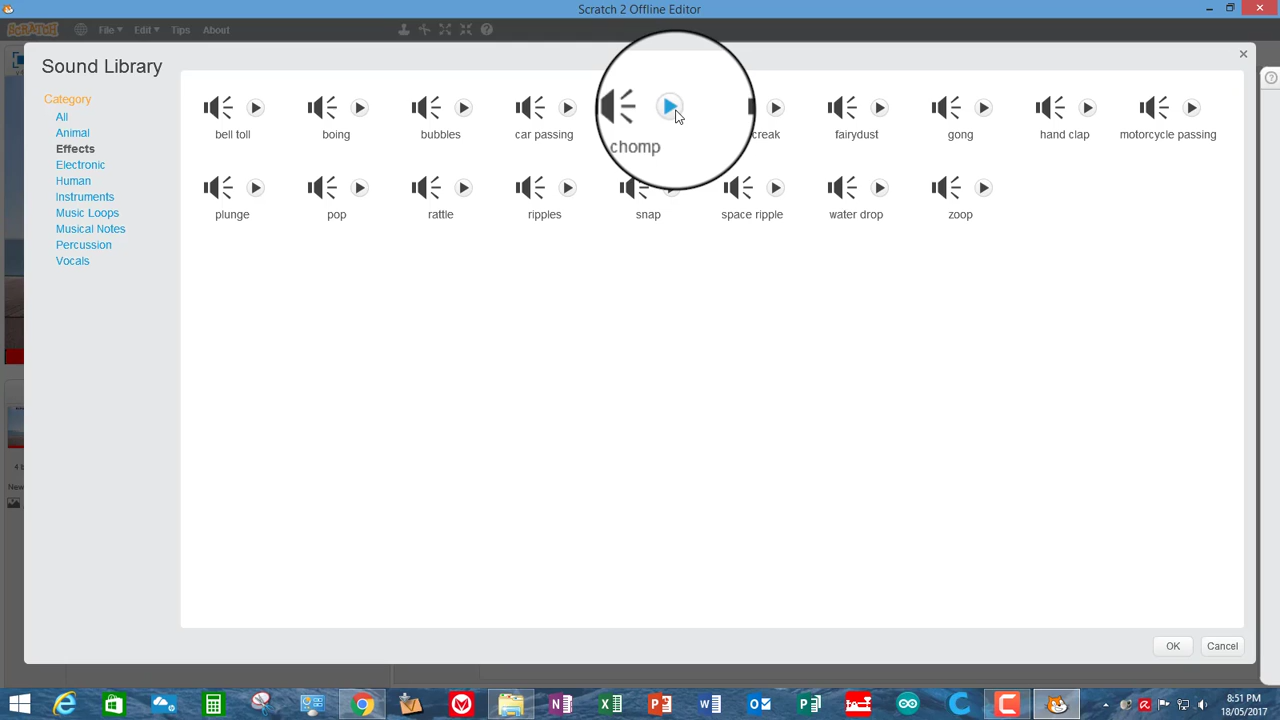 Scratch 2 Offline Editor
SCRATCH File Edit Tips About
Sound Library
Category
All
Animal
Effects
Electronic
Human
Instruments
Music Loops
Musical Notes
Percussion
Vocals
bell toll boing bubbles car passing chomp creak fairydust gong hand clap motorcycle passing
plunge pop rattle ripples snap space ripple water drop zoop
New
OK Cancel
8:51 PM
18/05/2017